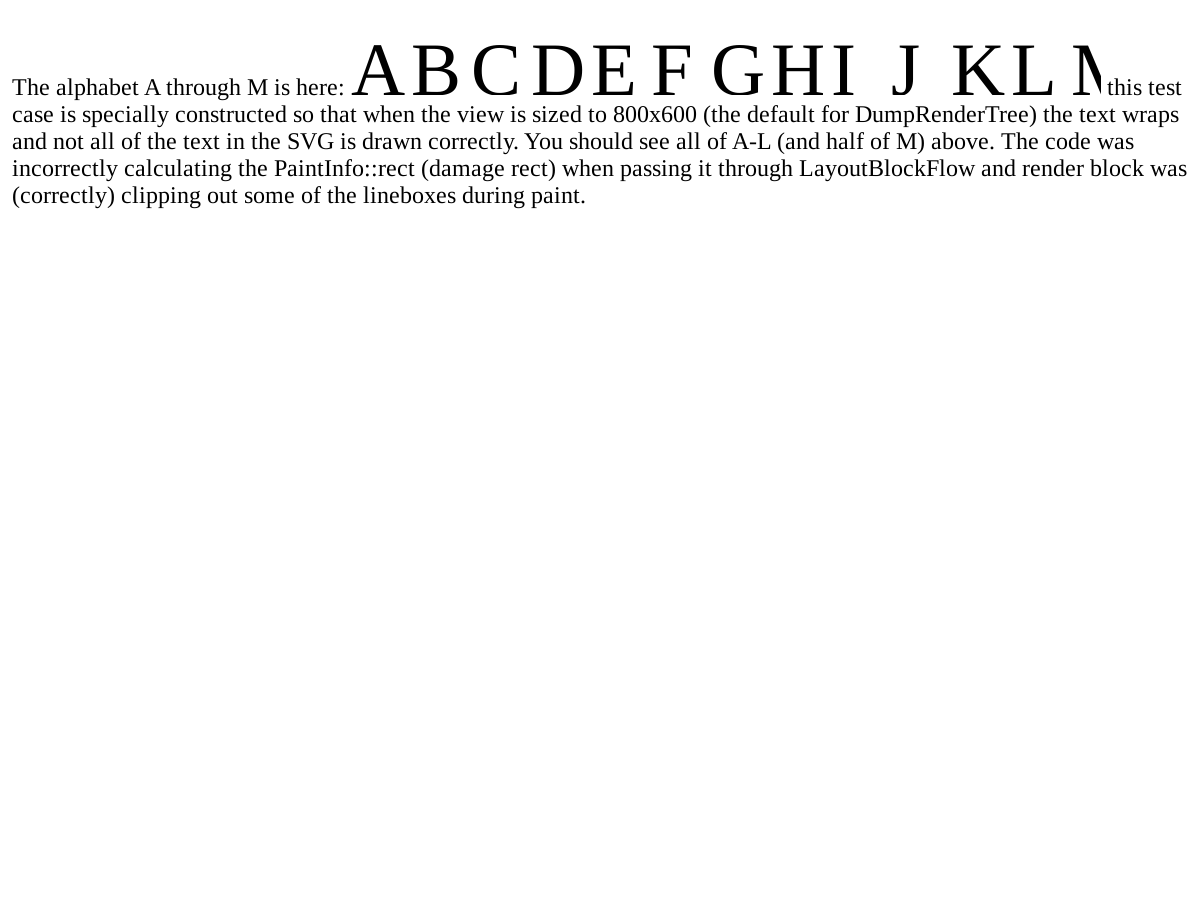 The alphabet A through M is here: A B C D E F G H I J K L M this test
case is specially constructed so that when the view is sized to 800x600 (the default for DumpRenderTree) the text wraps
and not all of the text in the SVG is drawn correctly. You should see all of A-L (and half of M) above. The code was
incorrectly calculating the PaintInfo::rect (damage rect) when passing it through LayoutBlockFlow and render block was
(correctly) clipping out some of the lineboxes during paint.